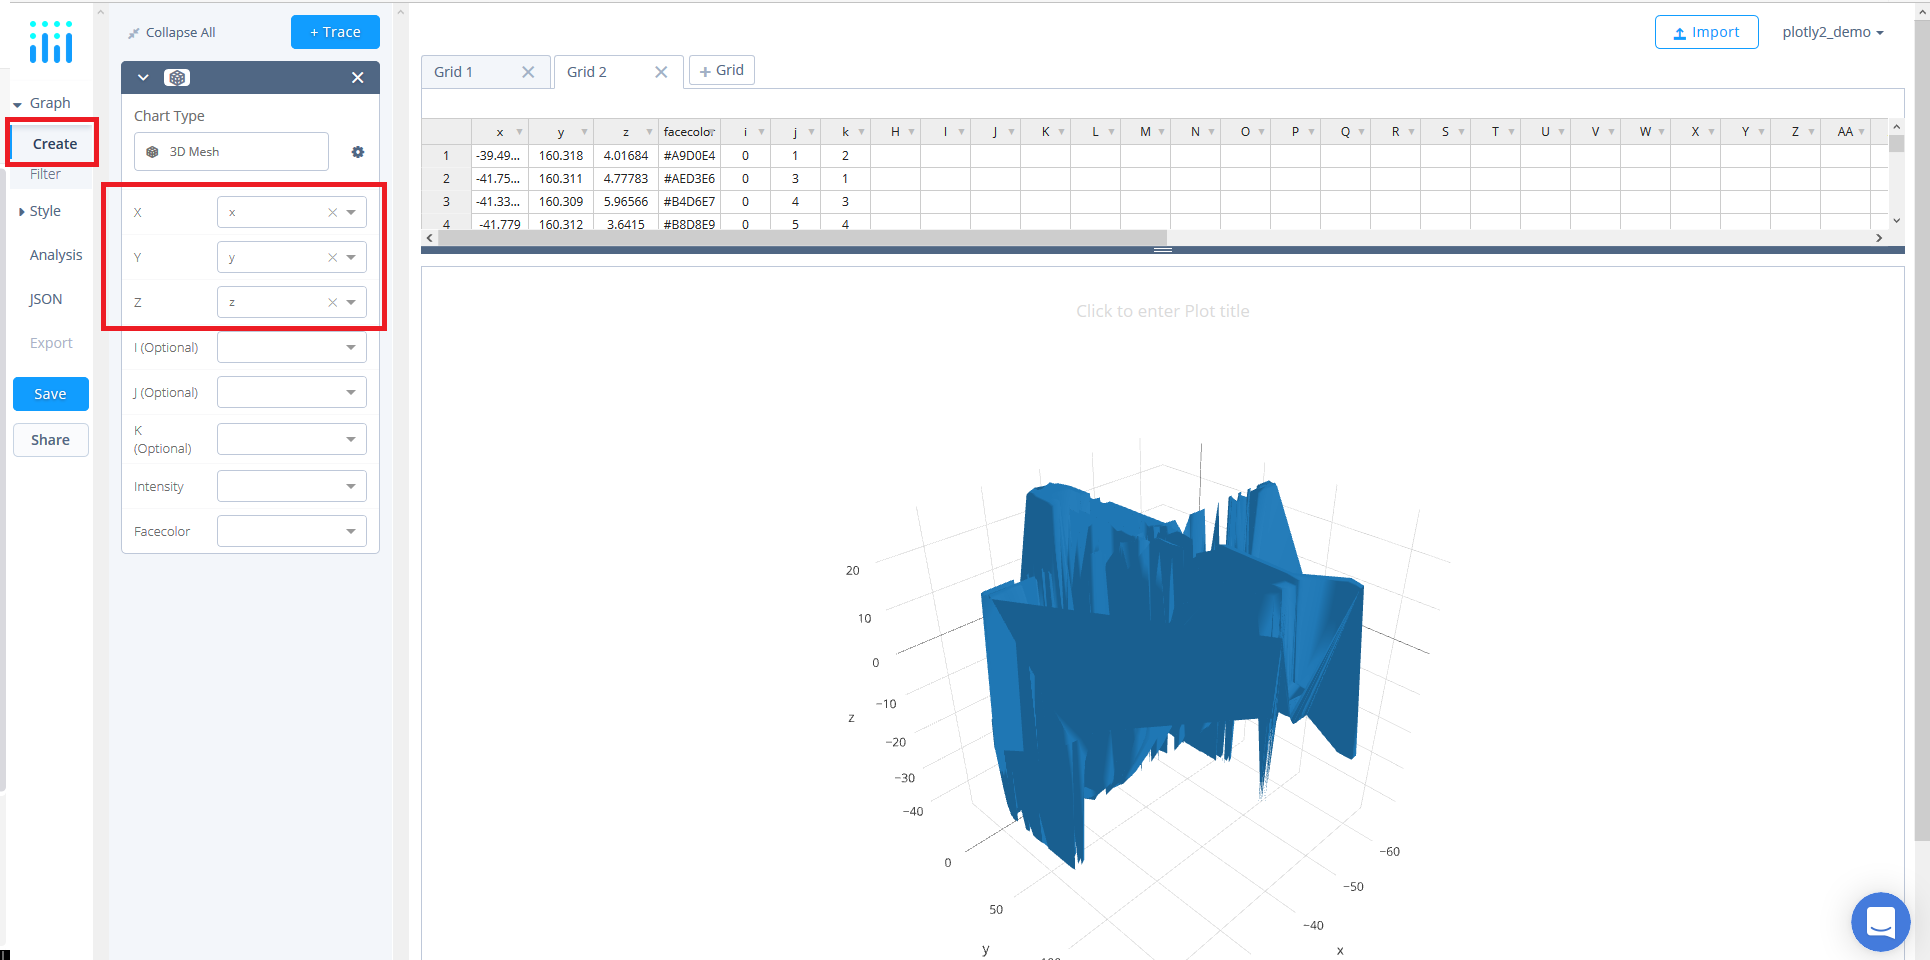 Collapse All
+ Trace
Import
plotly2_demo
Graph
Create
Filter
Style
Analysis
JSON
Export
Save
Share
Chart Type
3D Mesh
X x
Y y
Z z
I (Optional)
J (Optional)
K
(Optional)
Intensity
Facecolor
Grid 1
Grid 2
+ Grid
x y z facecolor i j k H I J K L M N O P Q R S T U V W X Y Z AA
1 -39.49... 160.318 4.01684 #A9D0E4 0 1 2
2 -41.75... 160.311 4.77783 #AED3E6 0 3 1
3 -41.33... 160.309 5.96566 #B4D6E7 0 4 3
4 -41.779 160.312 3.6415 #B8D8E9 0 5 4
Click to enter Plot title
20
10
0
−10
−20
−30
−40
z
0
50
y
−60
−50
−40
x